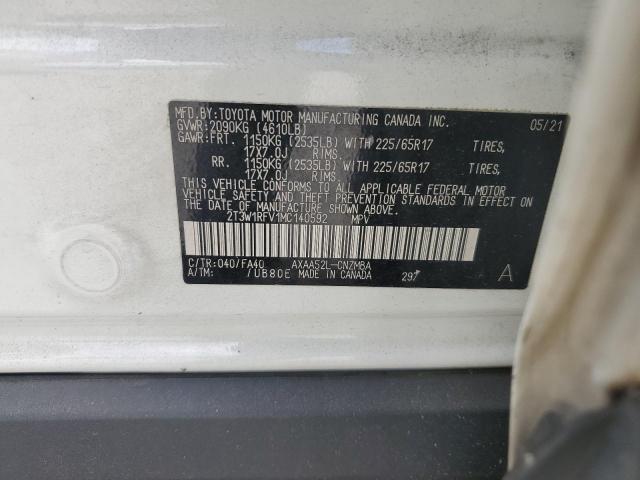 MFD.BY:TOYOTA MOTOR MANUFACTURING CANADA INC. 05/21
GVWR:2090KG (4610LB)
GAWR:FRT. 1150KG (2535LB) WITH 225/65R17 TIRES,
17X7.0J RIMS.
RR. 1150KG (2535LB) WITH 225/65R17 TIRES,
17X7.0J RIMS.
THIS VEHICLE CONFORMS TO ALL APPLICABLE FEDERAL MOTOR
VEHICLE SAFETY AND THEFT PREVENTION STANDARDS IN EFFECT
ON THE DATE OF MANUFACTURE SHOWN ABOVE.
2T3W1RFV1MC140592 MPV
C/TR:040/FA40 AXAA52L-CNZMBA
A/TM: /UB80E MADE IN CANADA 297 A